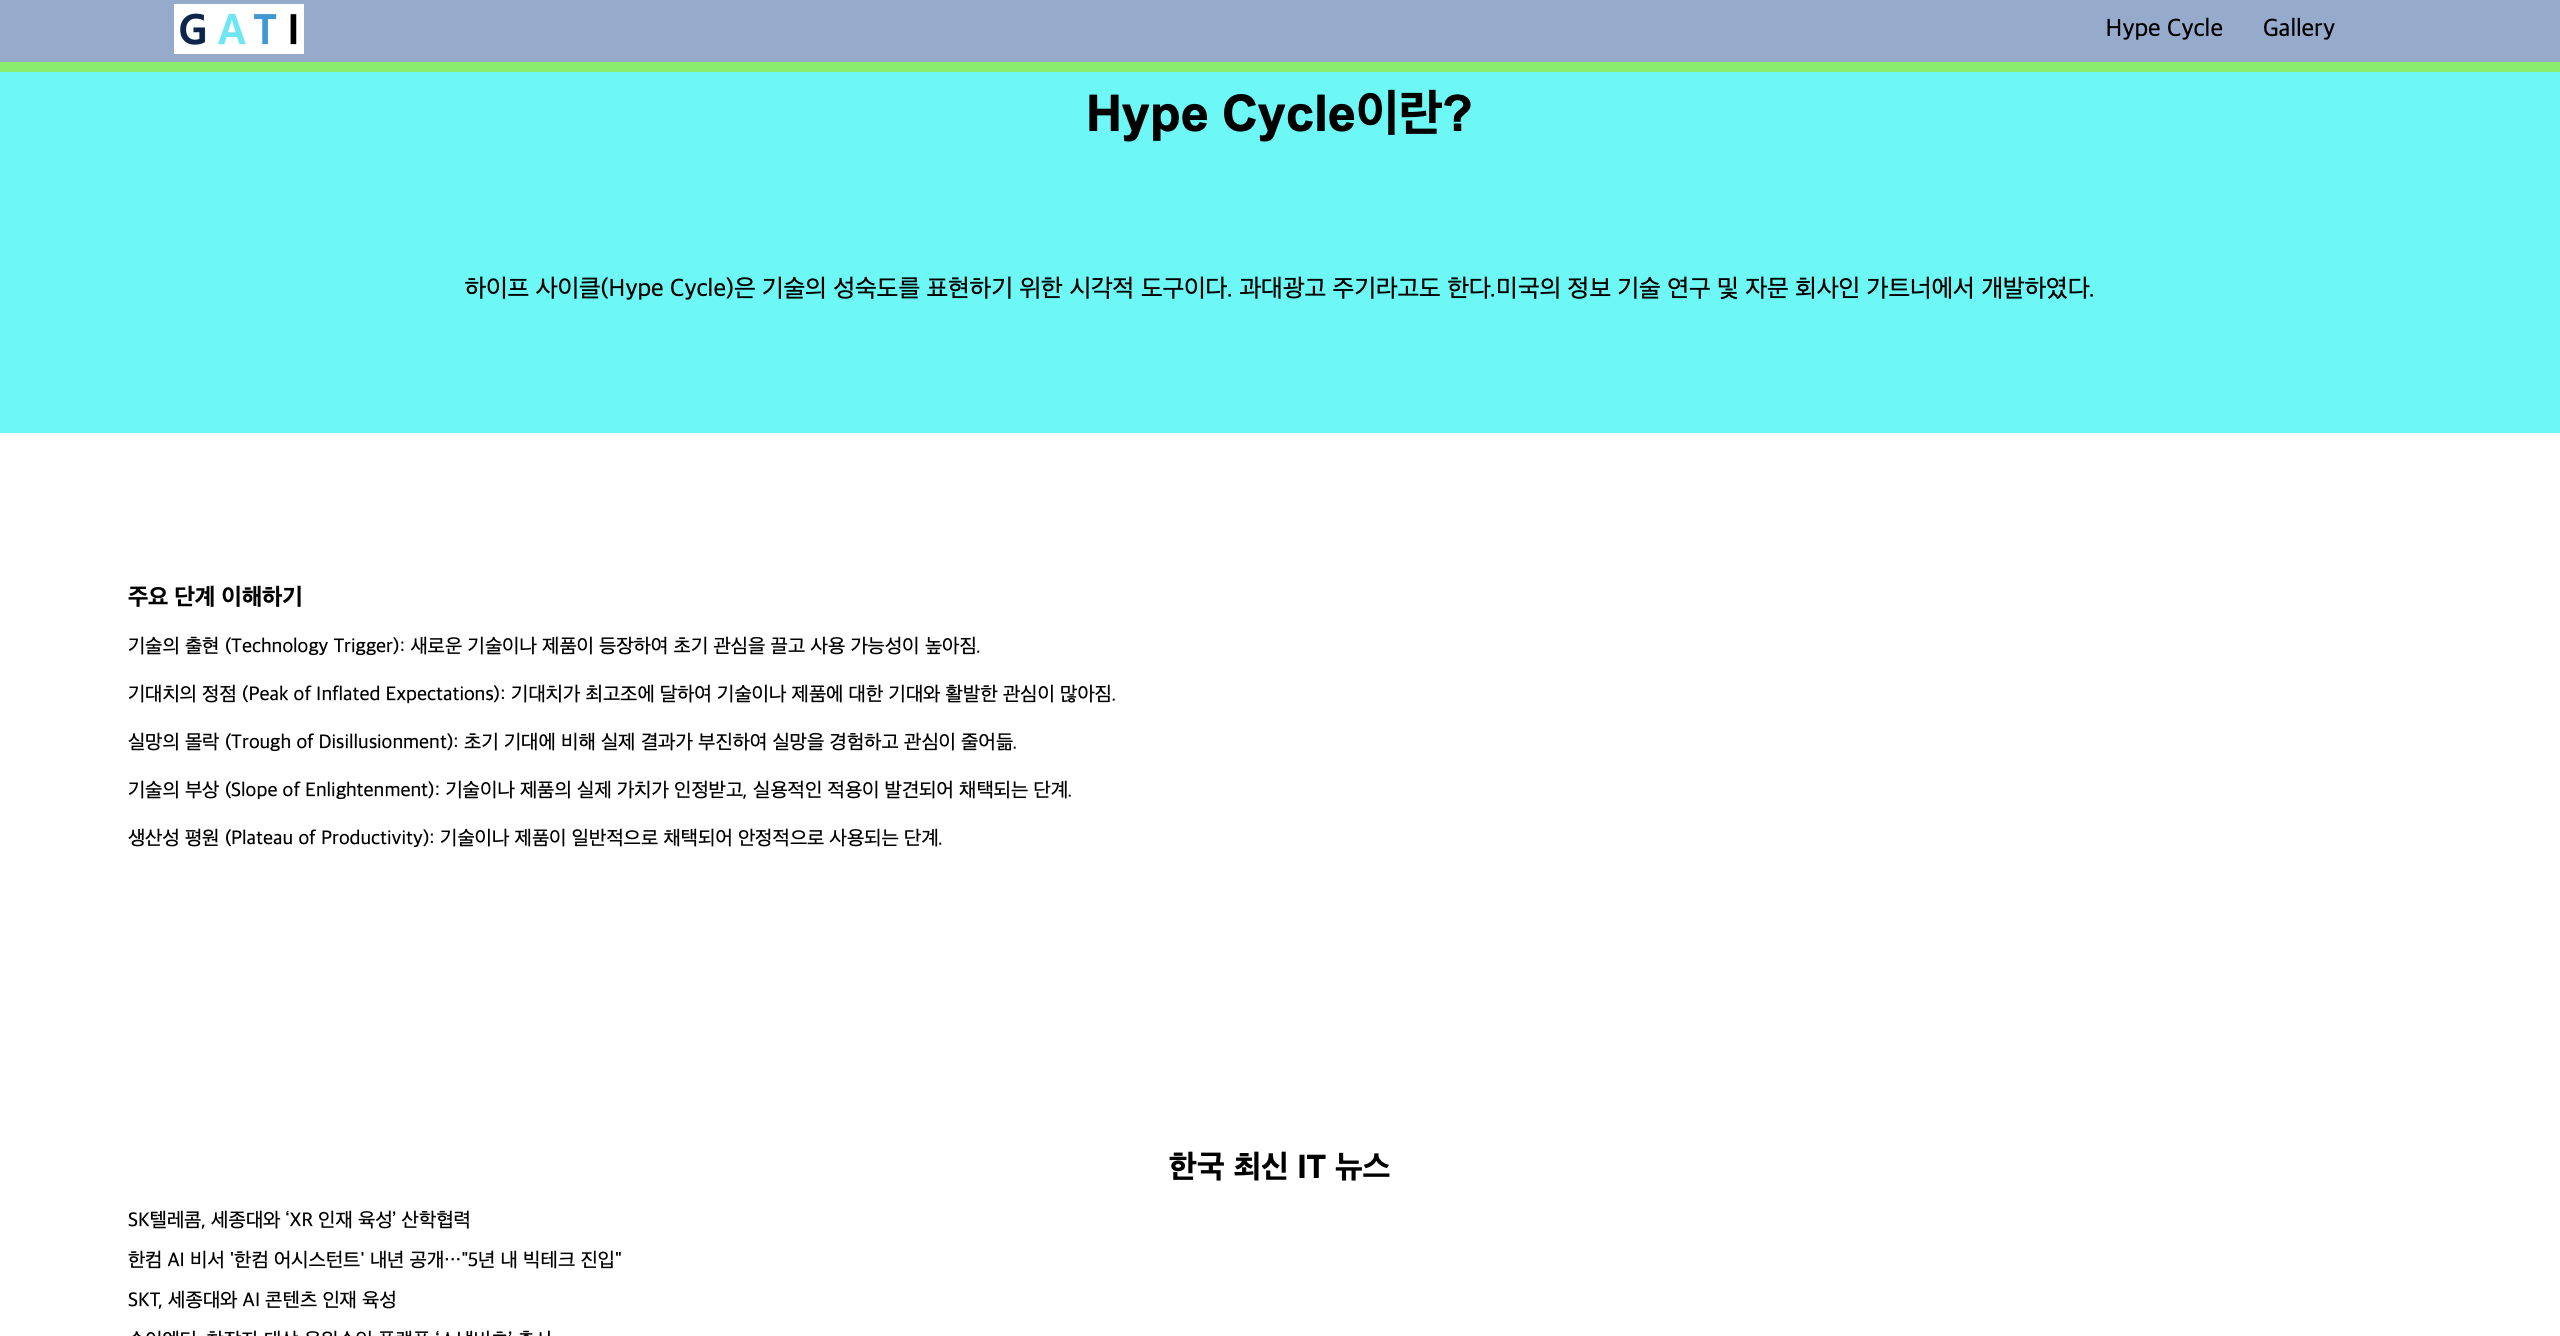 G A T I
Hype Cycle Gallery
Hype Cycle이란?
하이프 사이클(Hype Cycle)은 기술의 성숙도를 표현하기 위한 시각적 도구이다. 과대광고 주기라고도 한다.미국의 정보 기술 연구 및 자문 회사인 가트너에서 개발하였다.
주요 단계 이해하기
기술의 출현 (Technology Trigger): 새로운 기술이나 제품이 등장하여 초기 관심을 끌고 사용 가능성이 높아짐.
기대치의 정점 (Peak of Inflated Expectations): 기대치가 최고조에 달하여 기술이나 제품에 대한 기대와 활발한 관심이 많아짐.
실망의 몰락 (Trough of Disillusionment): 초기 기대에 비해 실제 결과가 부진하여 실망을 경험하고 관심이 줄어듦.
기술의 부상 (Slope of Enlightenment): 기술이나 제품의 실제 가치가 인정받고, 실용적인 적용이 발견되어 채택되는 단계.
생산성 평원 (Plateau of Productivity): 기술이나 제품이 일반적으로 채택되어 안정적으로 사용되는 단계.
한국 최신 IT 뉴스
SK텔레콤, 세종대와 ‘XR 인재 육성’ 산학협력
한컴 AI 비서 '한컴 어시스턴트' 내년 공개…"5년 내 빅테크 진입"
SKT, 세종대와 AI 콘텐츠 인재 육성